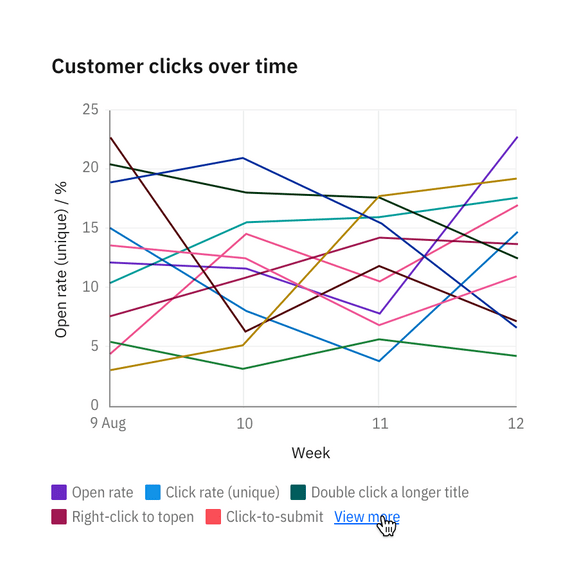 Customer clicks over time
Open rate (unique) / %
25
20
15
10
5
0
9 Aug 10 11 12
Week
Open rate Click rate (unique) Double click a longer title
Right-click to topen Click-to-submit View more